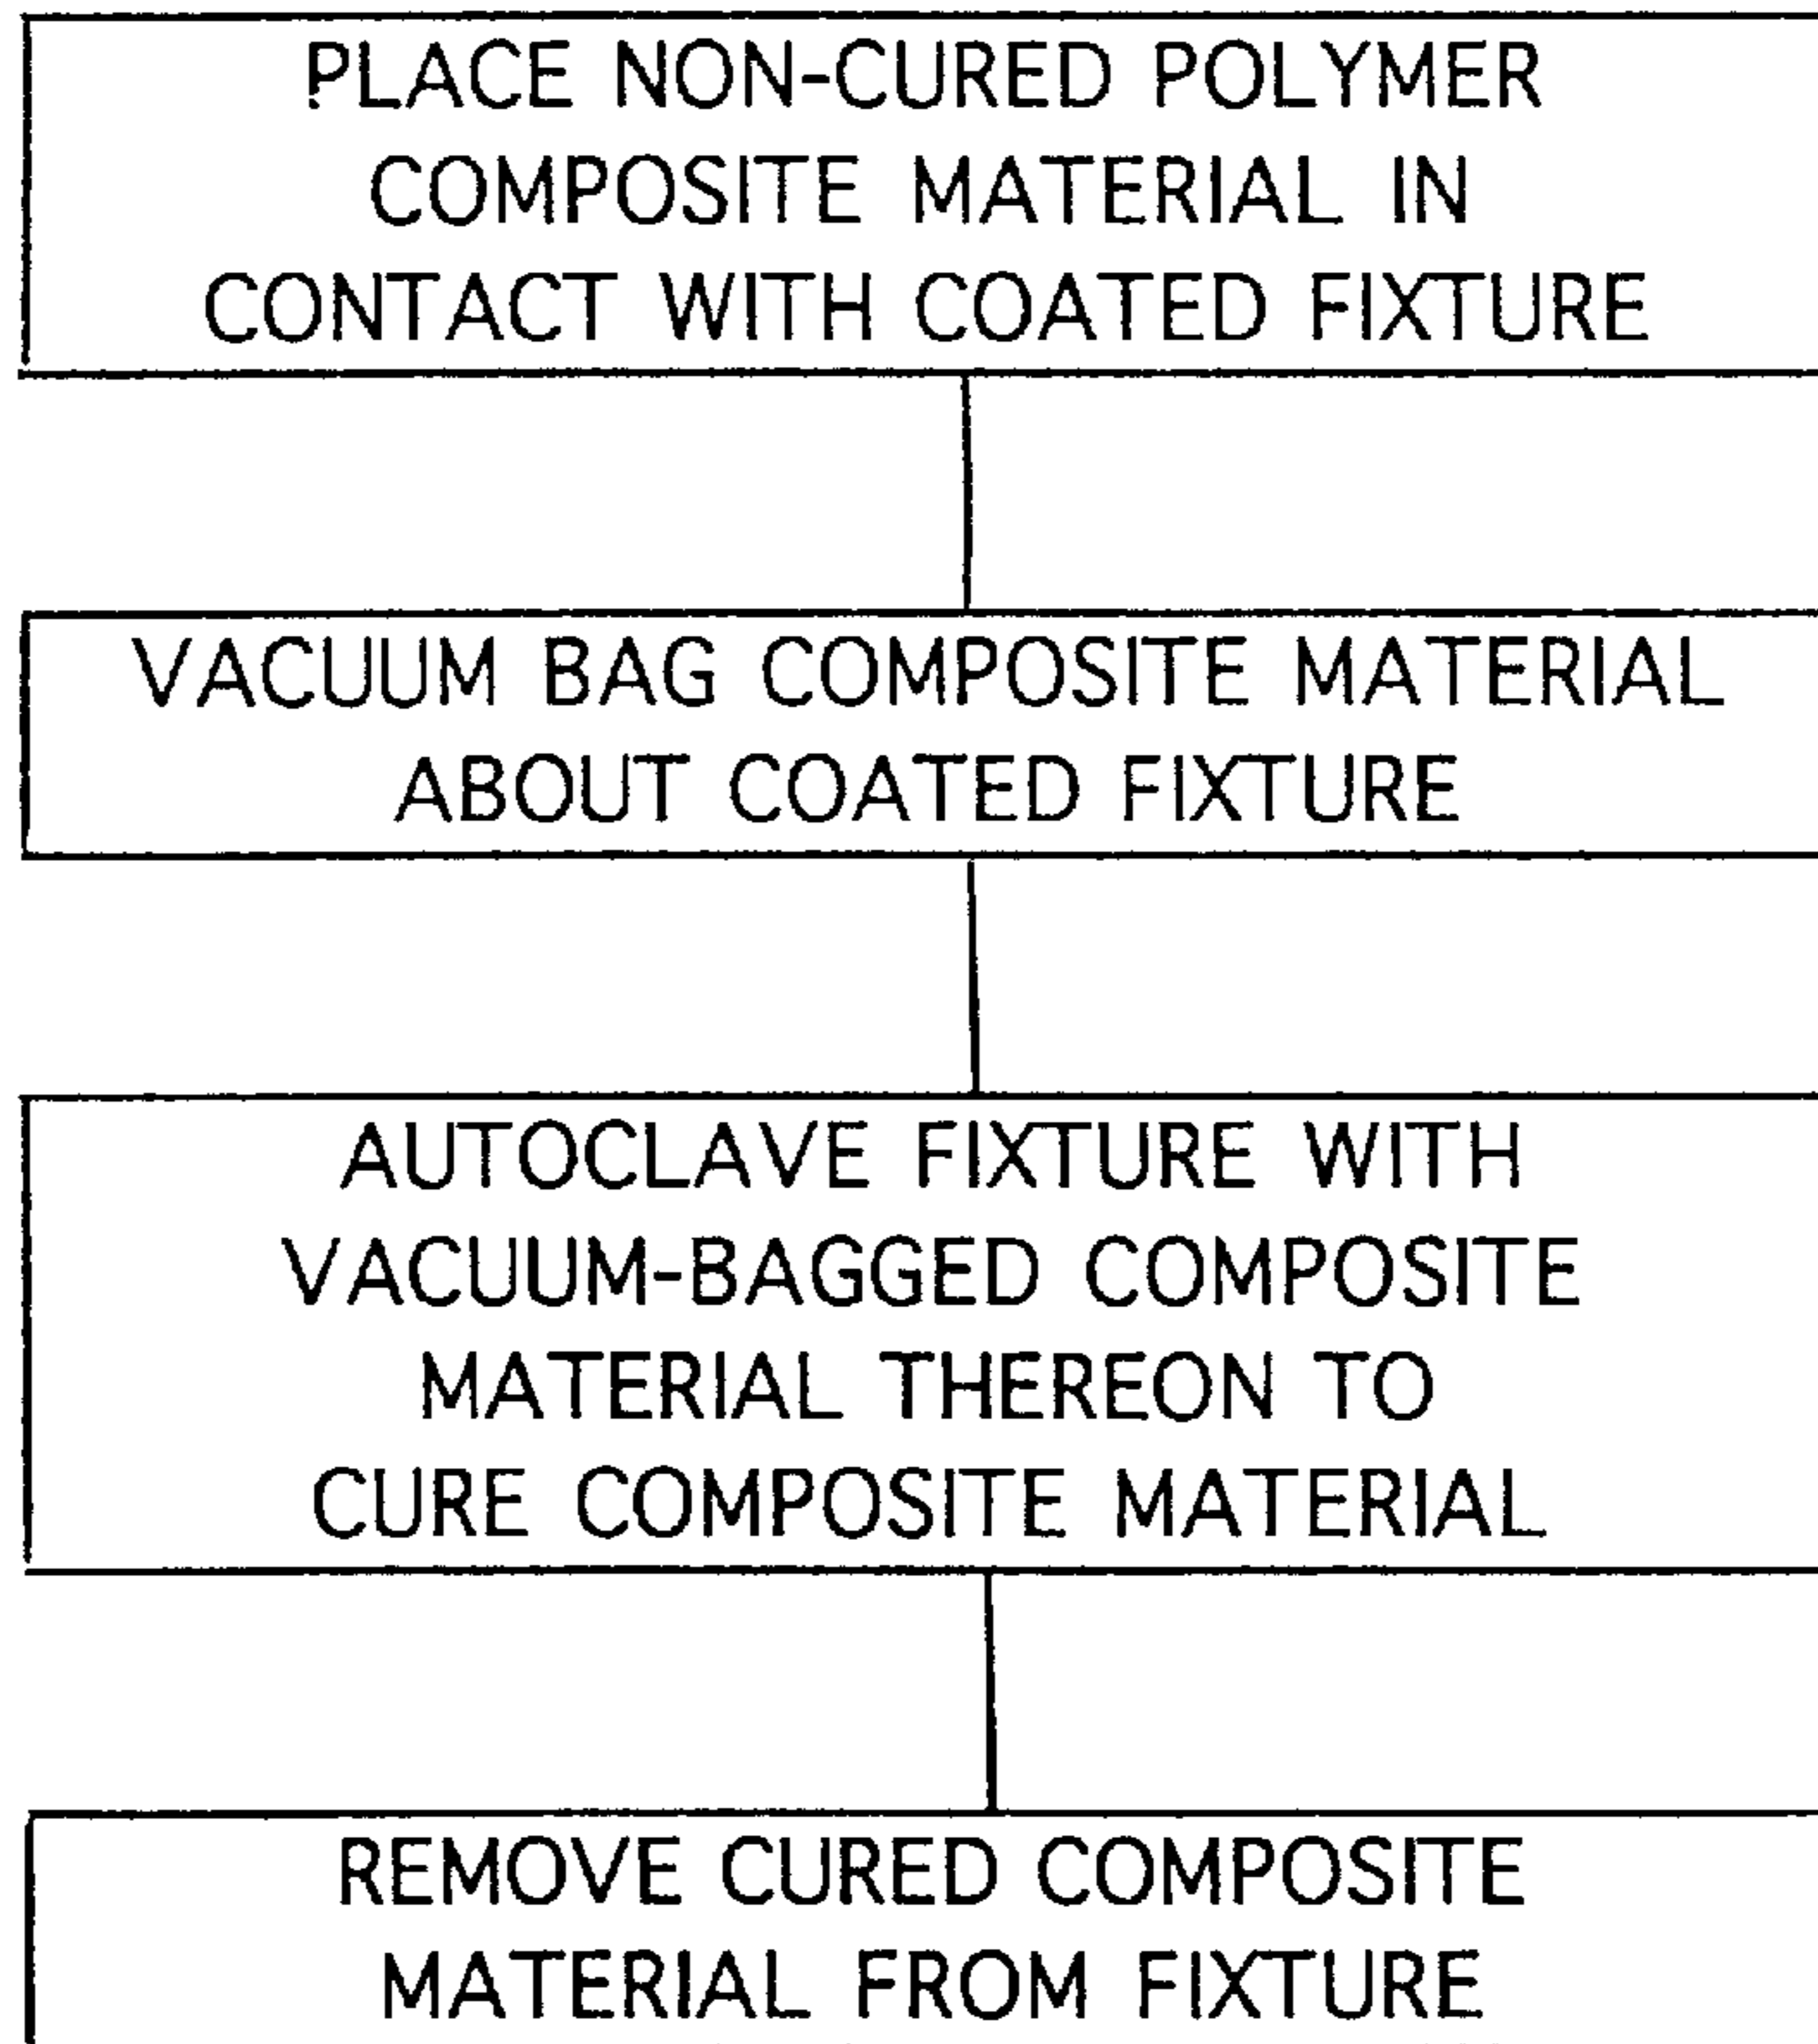 PLACE NON-CURED POLYMER
COMPOSITE MATERIAL IN
CONTACT WITH COATED FIXTURE
VACUUM BAG COMPOSITE MATERIAL
ABOUT COATED FIXTURE
AUTOCLAVE FIXTURE WITH
VACUUM-BAGGED COMPOSITE
MATERIAL THEREON TO
CURE COMPOSITE MATERIAL
REMOVE CURED COMPOSITE
MATERIAL FROM FIXTURE